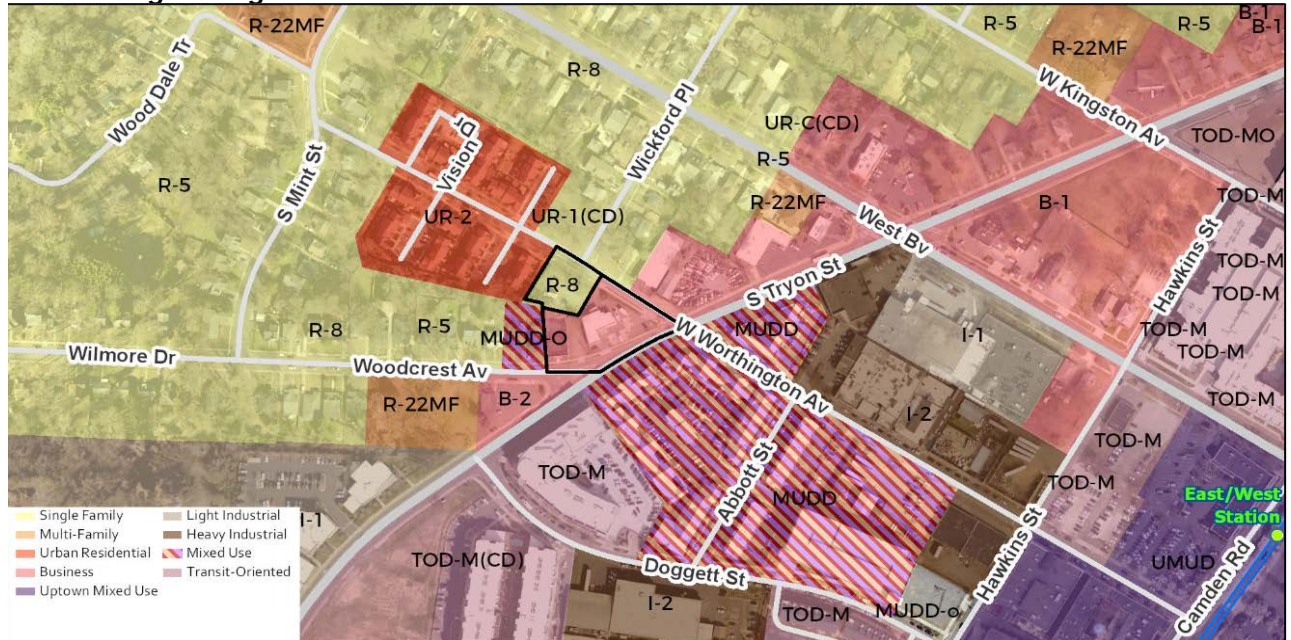 R-22MF
R-5
R-22MF
R-5
B-1
B-1
Wood Dale Tr
R-8
Wickford Pl
W Kingston Av
S Mint St
Vision Dr
UR-C(CD)
TOD-MO
R-5
R-5
UR-2
UR-1(CD)
R-22MF
B-1
TOD-M
West Bv
Hawkins St
R-8
S Tryon St
TOD-M
TOD-M
R-8
R-5
MUDD-O
MUDD
W Worthington Av
I-1
TOD-M
TOD-M
Wilmore Dr
Woodcrest Av
R-22MF
B-2
I-2
TOD-M
TOD-M
TOD-M
TOD-M
Abbott St
MUDD
East/West
Station
I-1
TOD-M(CD)
Doggett St
Hawkins St
UMUD
Camden Rd
I-2
TOD-M
MUDD-o
Single Family
Multi-Family
Urban Residential
Business
Uptown Mixed Use
Light Industrial
Heavy Industrial
Mixed Use
Transit-Oriented